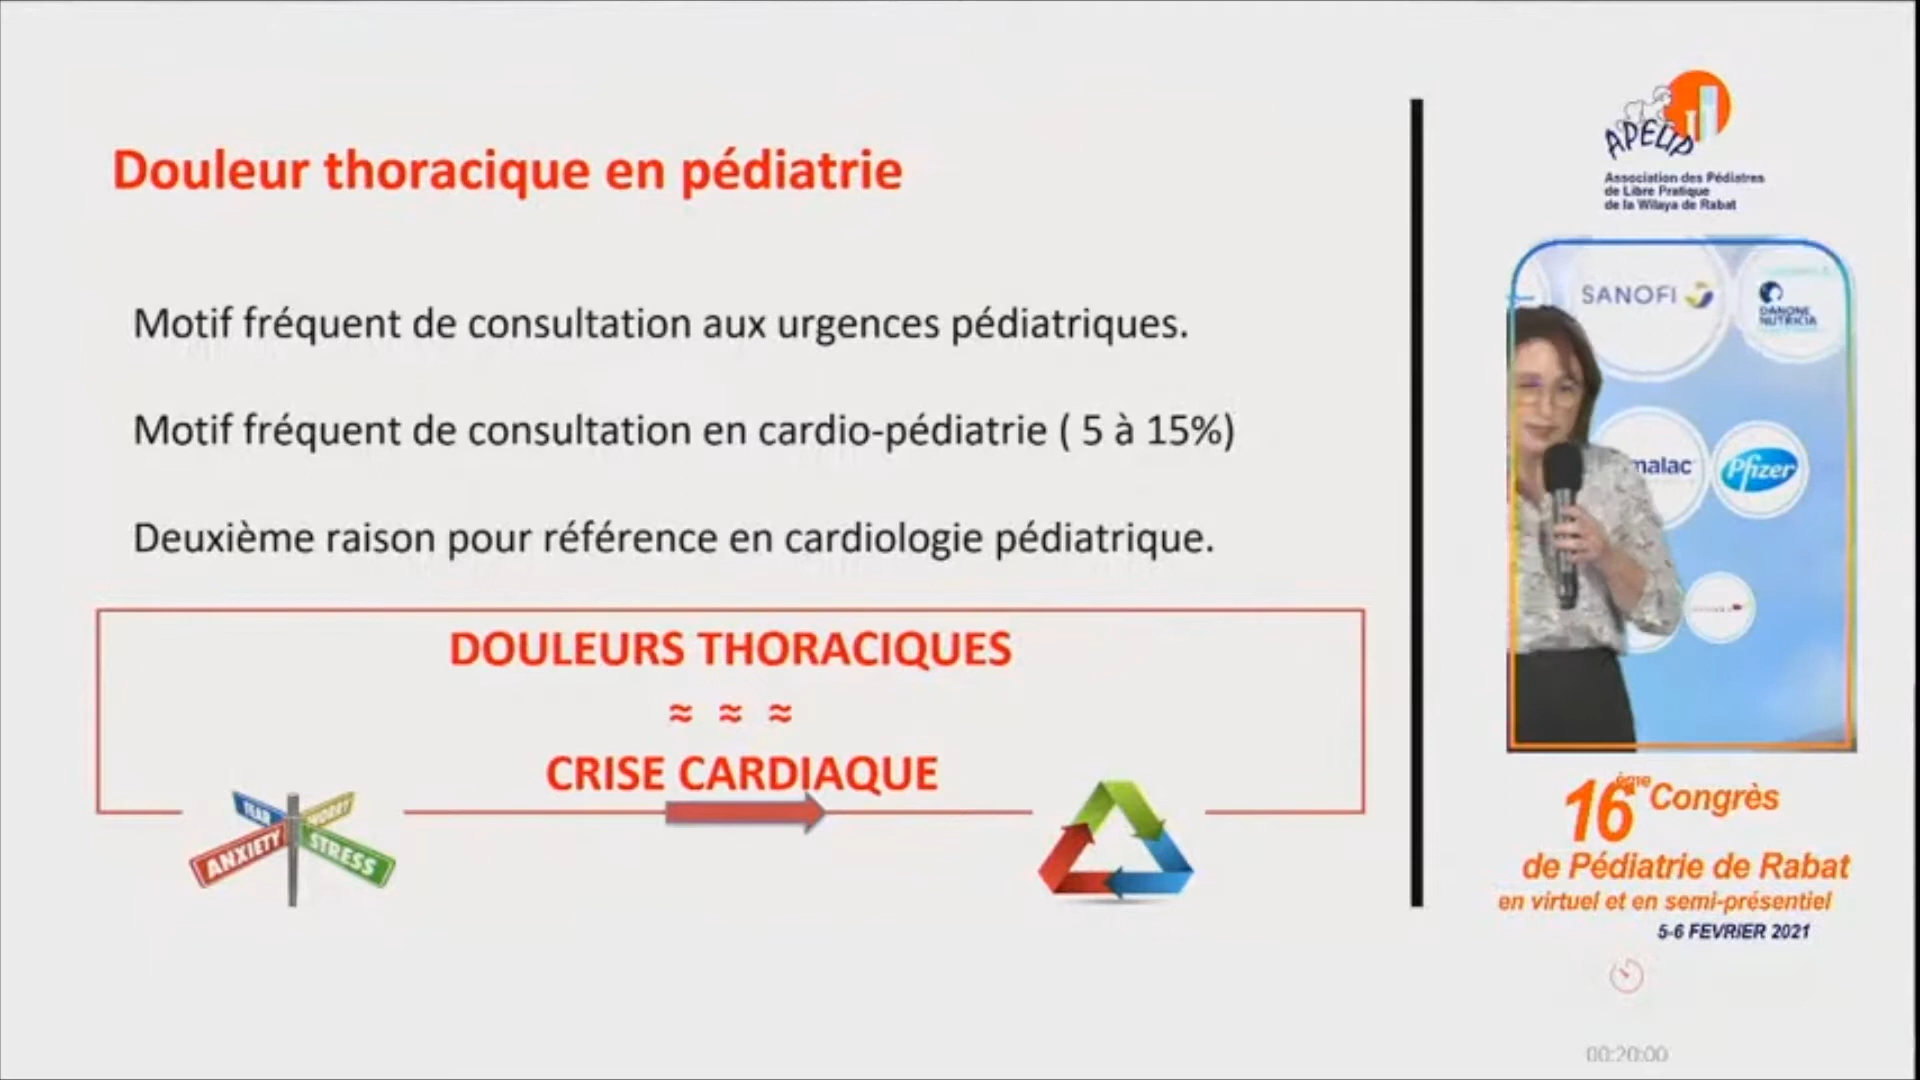 Douleur thoracique en pédiatrie
Motif fréquent de consultation aux urgences pédiatriques.
Motif fréquent de consultation en cardio-pédiatrie ( 5 à 15%)
Deuxième raison pour référence en cardiologie pédiatrique.
DOULEURS THORACIQUES
≈ ≈ ≈
CRISE CARDIAQUE
FEAR
WORRY
ANXIETY
STRESS
APELIP
Association des Pédiatres
de Libre Pratique
de la Wilaya de Rabat
SANOFI
DANONE
NUTRICIA
malac
Pfizer
16ème Congrès
de Pédiatrie de Rabat
en virtuel et en semi-présentiel
5-6 FEVRIER 2021
00:20:00